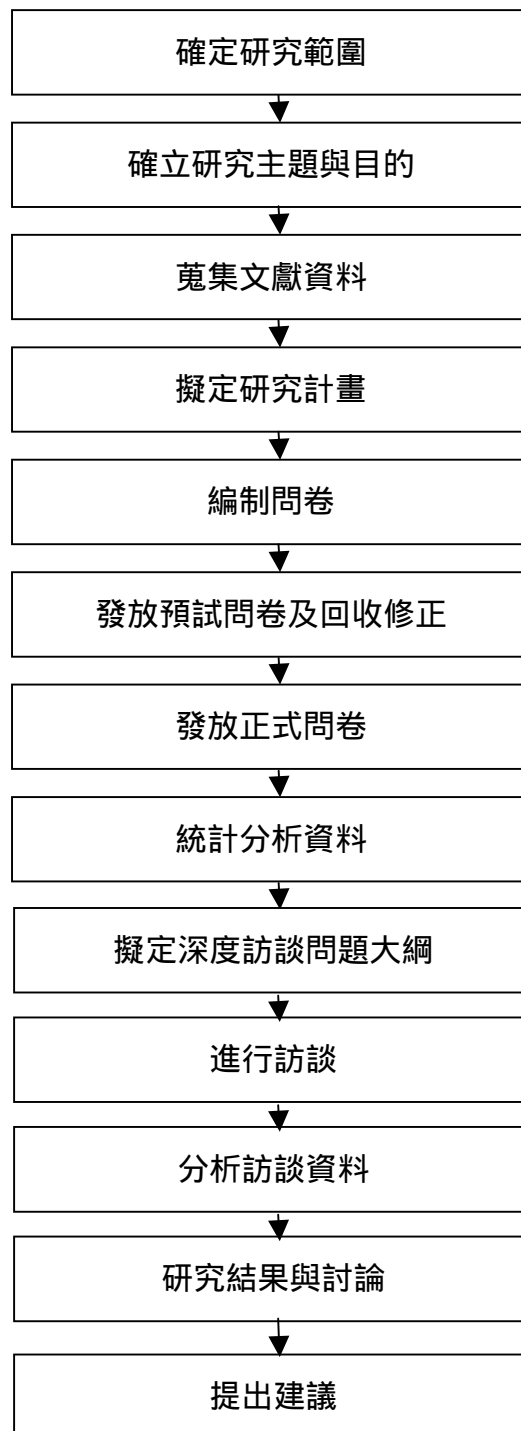 確定研究範圍
確立研究主題與目的
蒐集文獻資料
擬定研究計畫
編制問卷
發放預試問卷及回收修正
發放正式問卷
統計分析資料
擬定深度訪談問題大綱
進行訪談
分析訪談資料
研究結果與討論
提出建議